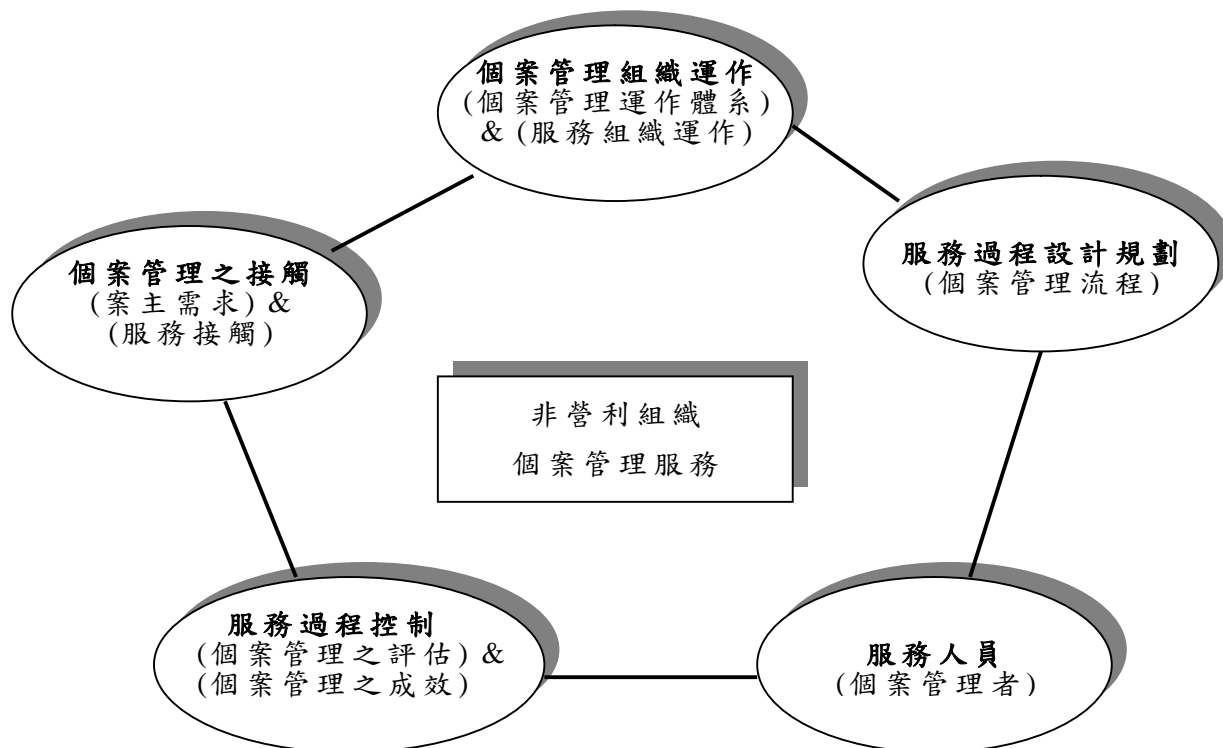 個案管理組織運作
(個案管理運作體系)
& (服務組織運作)
服務過程設計規劃
(個案管理流程)
個案管理之接觸
(案主需求) &
(服務接觸)
非營利組織
個案管理服務
服務過程控制
(個案管理之評估) &
(個案管理之成效)
服務人員
(個案管理者)